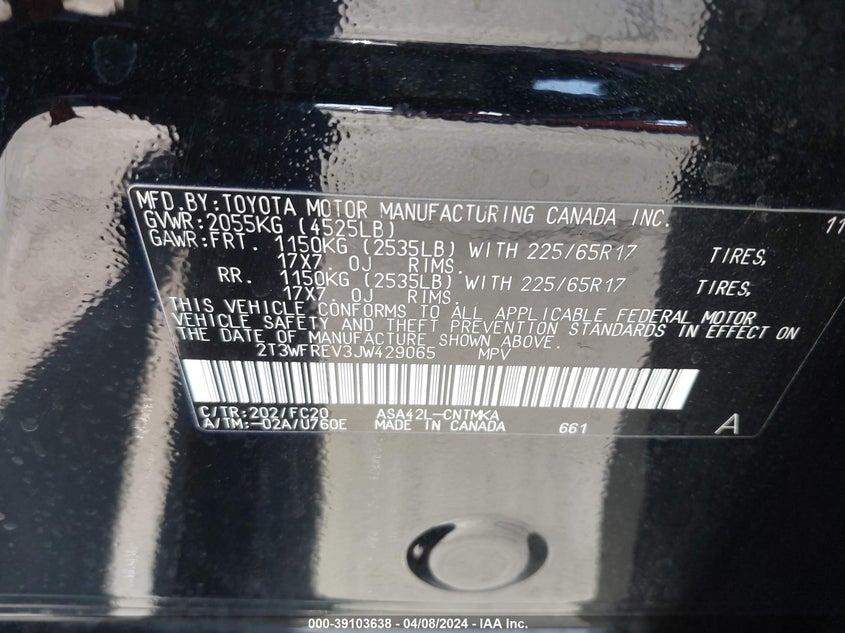 MFD. BY: TOYOTA MOTOR MANUFACTURING CANADA INC. 11
GVWR: 2055KG (4525LB)
GAWR: FRT. 1150KG (2535LB) WITH 225/65R17 TIRES,
17X7. 0J RIMS.
RR. 1150KG (2535LB) WITH 225/65R17 TIRES,
17X7. 0J RIMS.
THIS VEHICLE CONFORMS TO ALL APPLICABLE FEDERAL MOTOR
VEHICLE SAFETY AND THEFT PREVENTION STANDARDS IN EFFECT ON
THE DATE OF MANUFACTURE SHOWN ABOVE.
2T3WFREV3JW429065 MPV
C/TR:202/FC20 ASA42L-CNTMKA
A/TM:-02A/U760E MADE IN CANADA 661 A
000-39103638 - 04/08/2024 - IAA Inc.